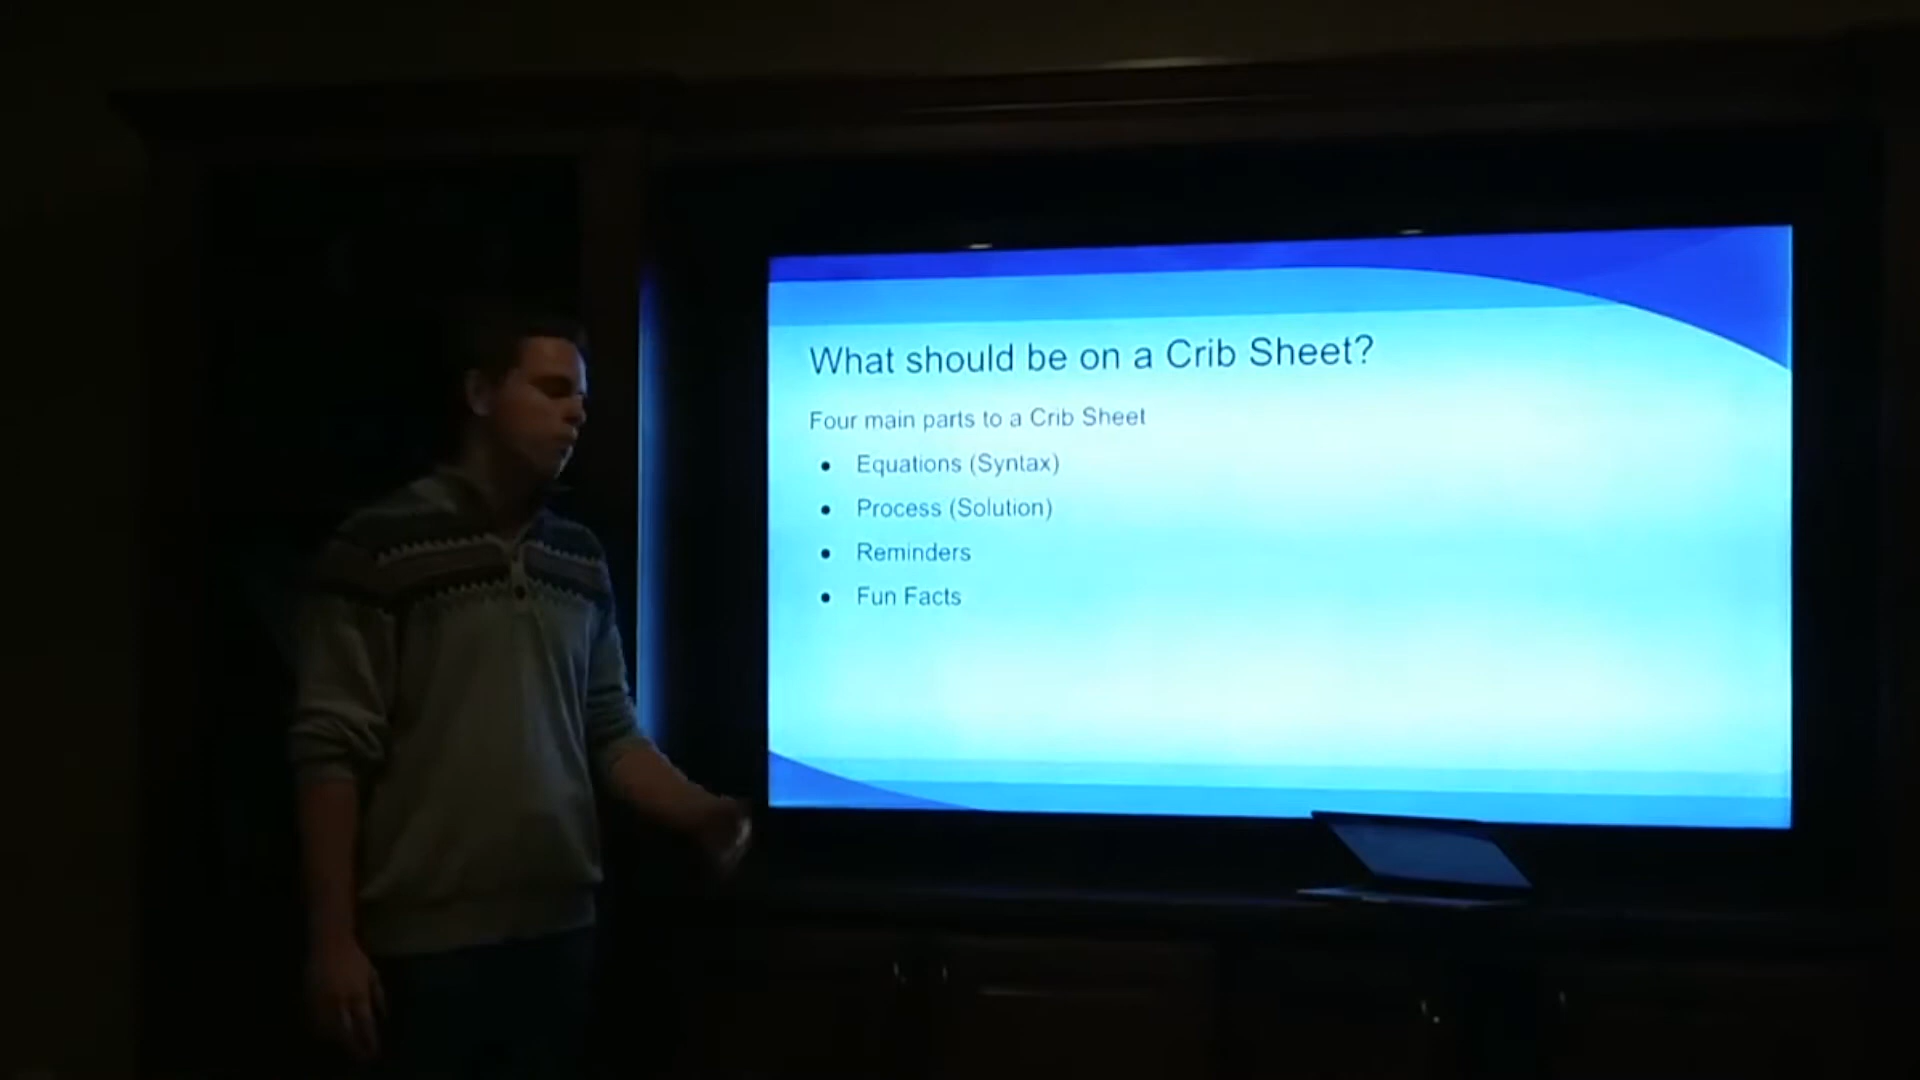 What should be on a Crib Sheet?
Four main parts to a Crib Sheet
• Equations (Syntax)
• Process (Solution)
• Reminders
• Fun Facts